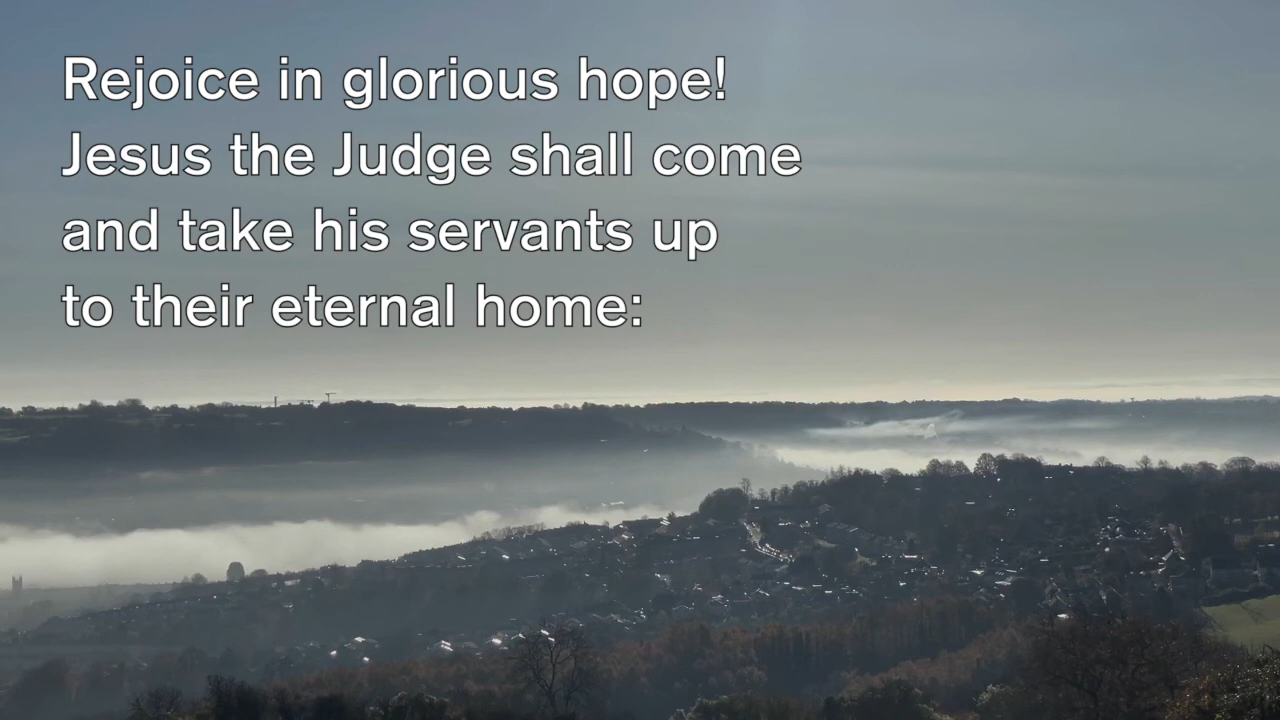 Rejoice in glorious hope!
Jesus the Judge shall come
and take his servants up
to their eternal home: